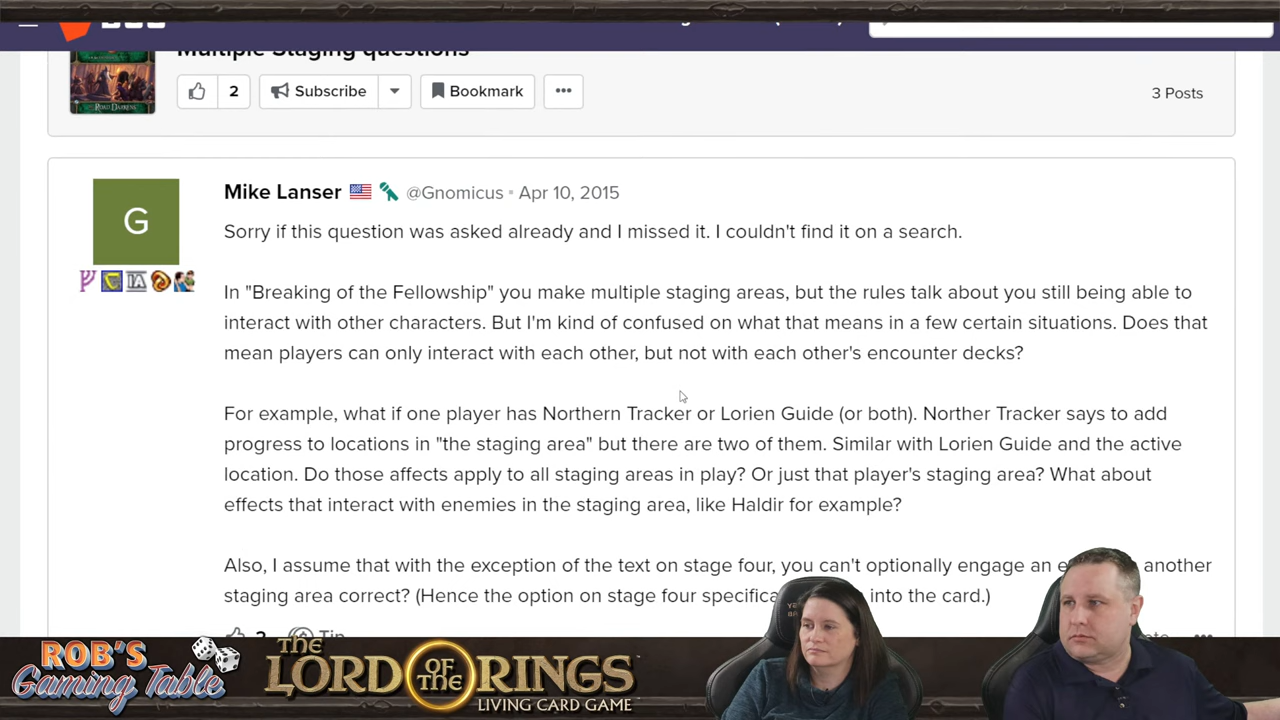 Multiple Staging questions
ROAD DARKENS
2
Subscribe
Bookmark
•••
3 Posts
Mike Lanser @Gnomicus • Apr 10, 2015
G
Sorry if this question was asked already and I missed it. I couldn't find it on a search.
In "Breaking of the Fellowship" you make multiple staging areas, but the rules talk about you still being able to
interact with other characters. But I'm kind of confused on what that means in a few certain situations. Does that
mean players can only interact with each other, but not with each other's encounter decks?
For example, what if one player has Northern Tracker or Lorien Guide (or both). Norther Tracker says to add
progress to locations in "the staging area" but there are two of them. Similar with Lorien Guide and the active
location. Do those affects apply to all staging areas in play? Or just that player's staging area? What about
effects that interact with enemies in the staging area, like Haldir for example?
Also, I assume that with the exception of the text on stage four, you can't optionally engage an another
staging area correct? (Hence the option on stage four into the card.)
2 Tip
ROB'S
Gaming Table
THE
LORD OF THE RINGS
LIVING CARD GAME